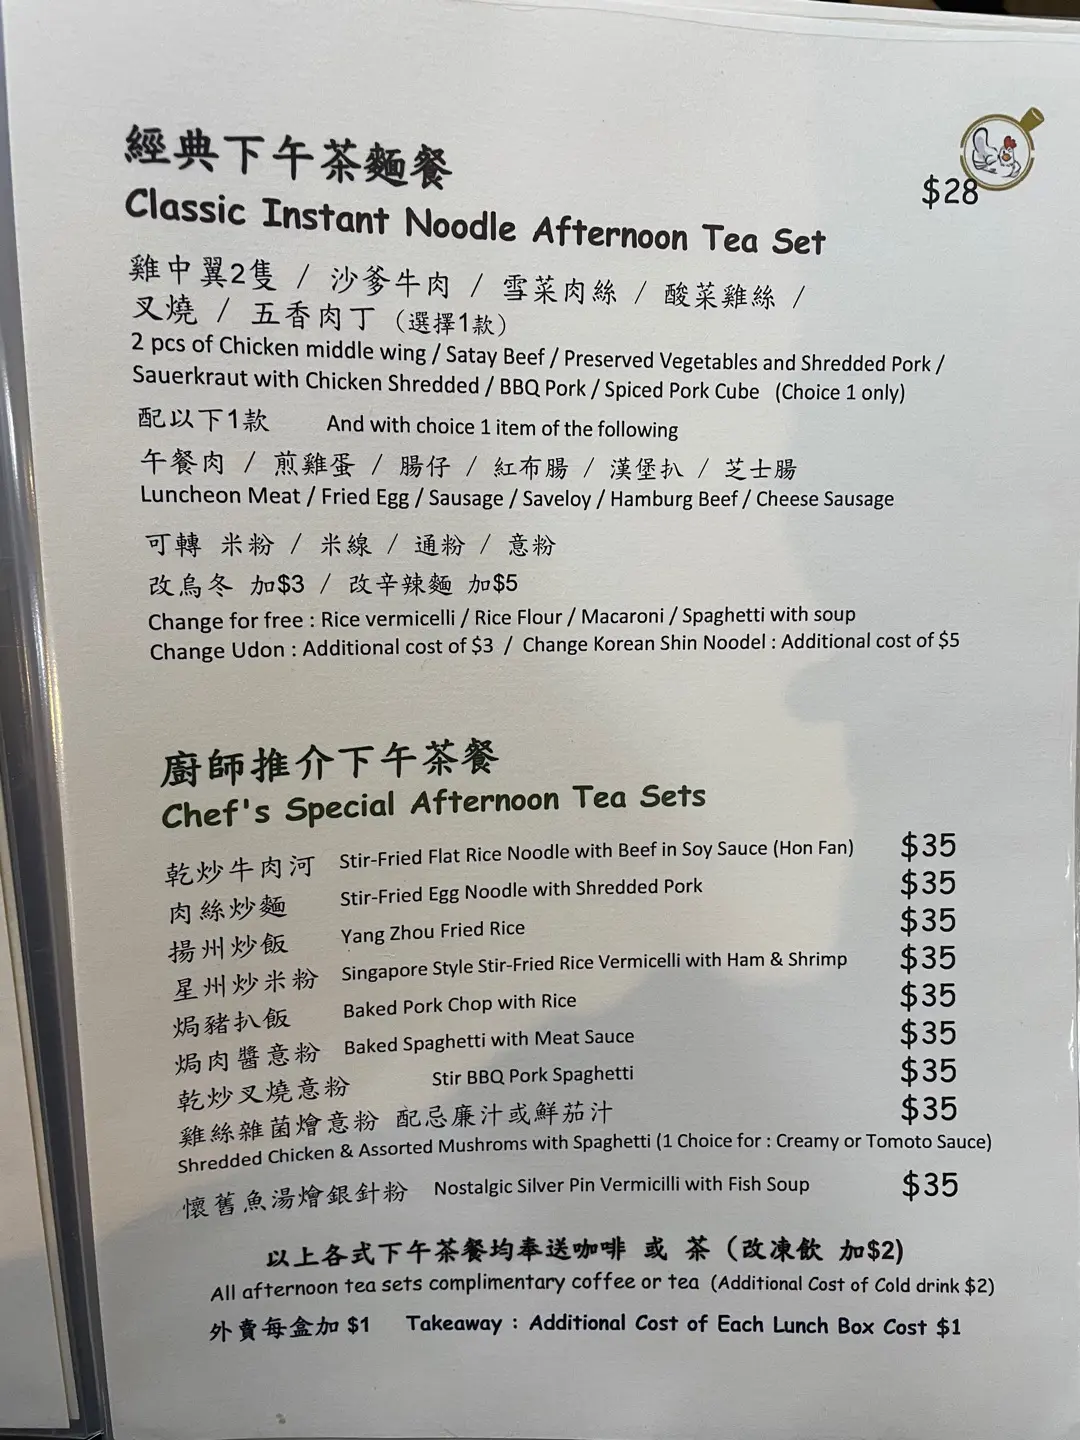 經典下午茶麵餐
$28
Classic Instant Noodle Afternoon Tea Set
雞中翼2隻 / 沙爹牛肉 / 雪菜肉絲 / 酸菜雞絲 /
叉燒 / 五香肉丁 (選擇1款)
2 pcs of Chicken middle wing / Satay Beef / Preserved Vegetables and Shredded Pork /
Sauerkraut with Chicken Shredded / BBQ Pork / Spiced Pork Cube (Choice 1 only)
配以下1款 And with choice 1 item of the following
午餐肉 / 煎雞蛋 / 腸仔 / 紅布腸 / 漢堡扒 / 芝士腸
Luncheon Meat / Fried Egg / Sausage / Saveloy / Hamburg Beef / Cheese Sausage
可轉 米粉 / 米線 / 通粉 / 意粉
改烏冬 加$3 / 改辛辣麵 加$5
Change for free : Rice vermicelli / Rice Flour / Macaroni / Spaghetti with soup
Change Udon : Additional cost of $3 / Change Korean Shin Noodel : Additional cost of $5
廚師推介下午茶餐
Chef's Special Afternoon Tea Sets
乾炒牛肉河 Stir-Fried Flat Rice Noodle with Beef in Soy Sauce (Hon Fan) $35
肉絲炒麵 Stir-Fried Egg Noodle with Shredded Pork $35
揚州炒飯 Yang Zhou Fried Rice $35
星州炒米粉 Singapore Style Stir-Fried Rice Vermicelli with Ham & Shrimp $35
焗豬扒飯 Baked Pork Chop with Rice $35
焗肉醬意粉 Baked Spaghetti with Meat Sauce $35
乾炒叉燒意粉 Stir BBQ Pork Spaghetti $35
雞絲雜菌燴意粉 配忌廉汁或鮮茄汁 $35
Shredded Chicken & Assorted Mushroms with Spaghetti (1 Choice for : Creamy or Tomoto Sauce)
懷舊魚湯燴銀針粉 Nostalgic Silver Pin Vermicilli with Fish Soup $35
以上各式下午茶餐均奉送咖啡 或 茶 (改凍飲 加$2)
All afternoon tea sets complimentary coffee or tea (Additional Cost of Cold drink $2)
外賣每盒加 $1 Takeaway : Additional Cost of Each Lunch Box Cost $1